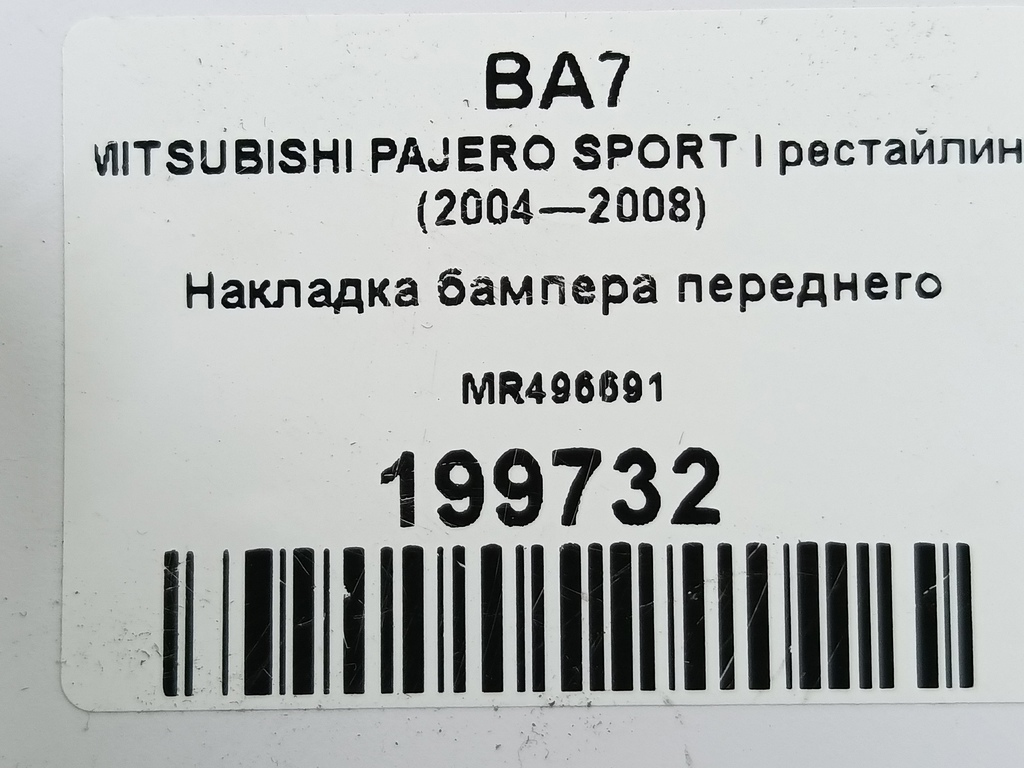 BA7
MITSUBISHI PAJERO SPORT I рестайлин
(2004—2008)
Накладка бампера переднего
MR496691
199732